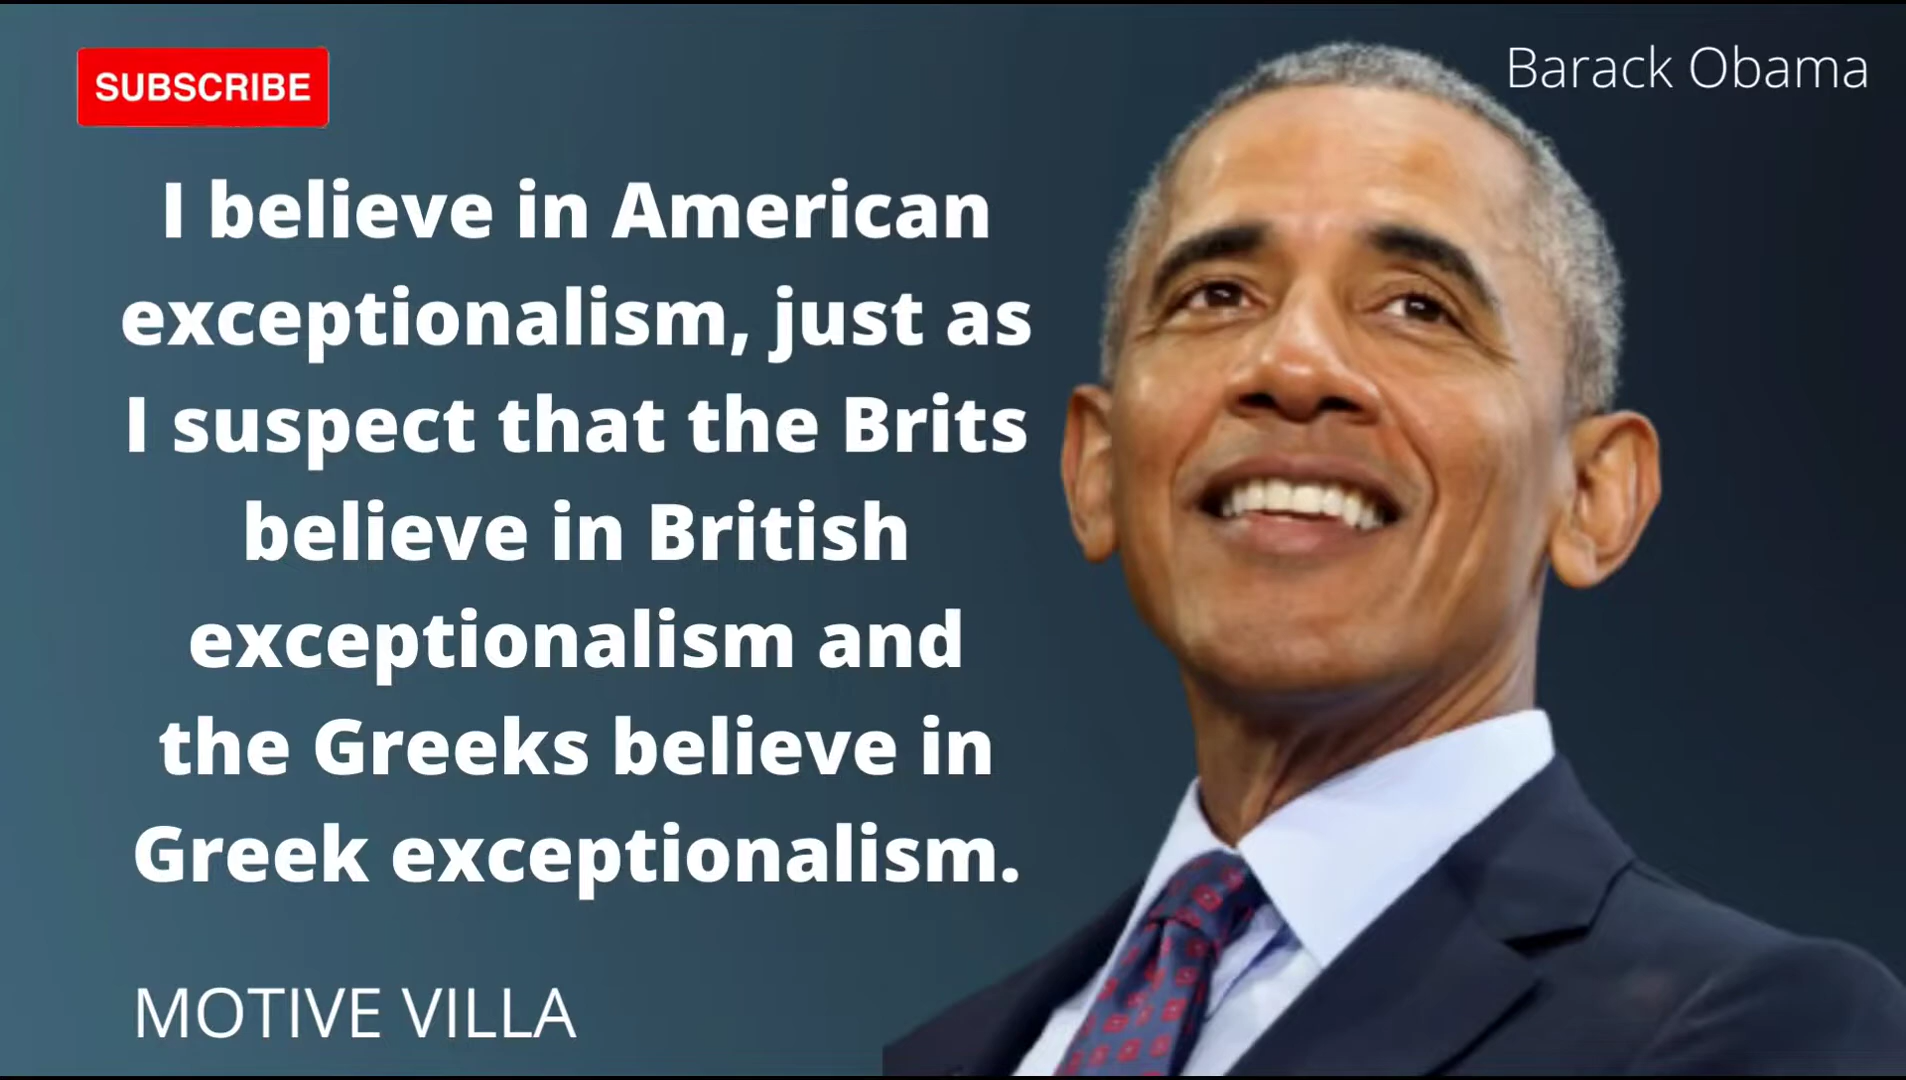 SUBSCRIBE
Barack Obama
I believe in American
exceptionalism, just as
I suspect that the Brits
believe in British
exceptionalism and
the Greeks believe in
Greek exceptionalism.
MOTIVE VILLA